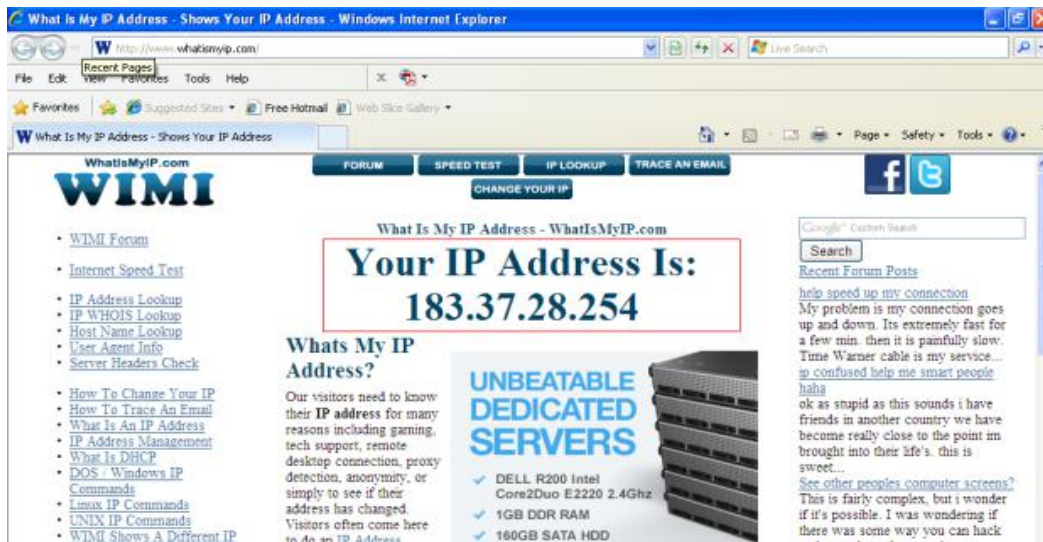 What Is My IP Address - Shows Your IP Address - Windows Internet Explorer
http://www.whatismyip.com/
Live Search
Recent Pages
File Edit View Favorites Tools Help
Favorites
Suggested Sites
Free Hotmail
Web Slice Gallery
What Is My IP Address - Shows Your IP Address
Page
Safety
Tools
WhatIsMyIP.com
WIMI
FORUM
SPEED TEST
IP LOOKUP
TRACE AN EMAIL
CHANGE YOUR IP
WIMI Forum
Internet Speed Test
IP Address Lookup
IP WHOIS Lookup
Host Name Lookup
User Agent Info
Server Headers Check
How To Change Your IP
How To Trace An Email
What Is An IP Address
IP Address Management
What Is DHCP
DOS / Windows IP
Commands
Linux IP Commands
UNIX IP Commands
WIMI Shows A Different IP
What Is My IP Address - WhatIsMyIP.com
Your IP Address Is:
183.37.28.254
Whats My IP
Address?
Our visitors need to know
their IP address for many
reasons including gaming,
tech support, remote
desktop connection, proxy
detection, anonymity, or
simply to see if their
address has changed.
Visitors often come here
to do an IP Address
UNBEATABLE
DEDICATED
SERVERS
DELL R200 Intel
Core2Duo E2220 2.4Ghz
1GB DDR RAM
160GB SATA HDD
Google Custom Search
Search
Recent Forum Posts
help speed up my connection
My problem is my connection goes
up and down. Its extremely fast for
a few min. then it is painfully slow.
Time Warner cable is my service...
ip confused help me smart people
haha
ok as stupid as this sounds i have
friends in another country we have
become really close to the point im
brought into their life's. this is
sweet...
See other peoples computer screens?
This is fairly complex, but i wonder
if it's possible. I was wondering if
there was some way you can hack